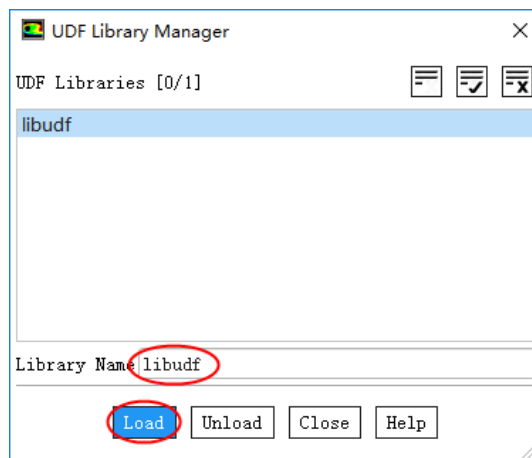 UDF Library Manager
UDF Libraries [0/1]
libudf
Library Name libudf
Load Unload Close Help